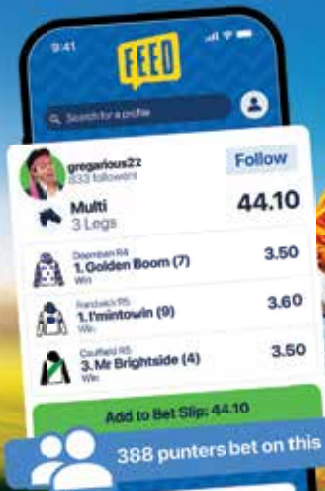 9:41
FEED
Search for a profile
gregarious2z
833 followers
Follow
Multi
3 Legs
44.10
Doomben R4
1. Golden Boom (7)
Win
3.50
Randwick R5
1. I'mintowin (9)
Win
3.60
Caulfield R5
3. Mr Brightside (4)
Win
3.50
Add to Bet Slip: 44.10
388 punters bet on this